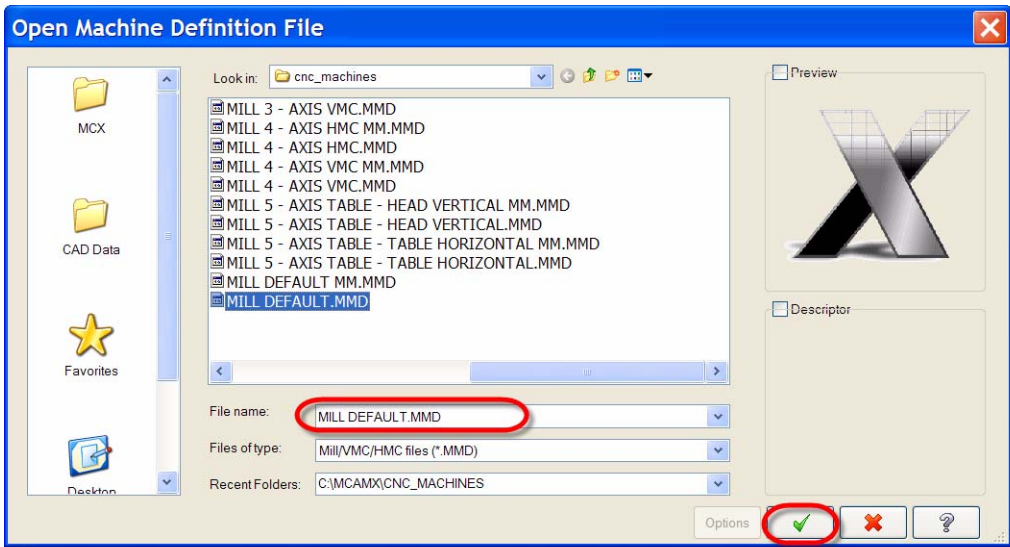 Open Machine Definition File
Look in: cnc_machines
MCX
CAD Data
Favorites
Desktop
MILL 3 - AXIS VMC.MMD
MILL 4 - AXIS HMC MM.MMD
MILL 4 - AXIS HMC.MMD
MILL 4 - AXIS VMC MM.MMD
MILL 4 - AXIS VMC.MMD
MILL 5 - AXIS TABLE - HEAD VERTICAL MM.MMD
MILL 5 - AXIS TABLE - HEAD VERTICAL.MMD
MILL 5 - AXIS TABLE - TABLE HORIZONTAL MM.MMD
MILL 5 - AXIS TABLE - TABLE HORIZONTAL.MMD
MILL DEFAULT MM.MMD
MILL DEFAULT.MMD
File name: MILL DEFAULT.MMD
Files of type: Mill/VMC/HMC files (*.MMD)
Recent Folders: C:\MCAMX\CNC_MACHINES
Preview
Descriptor
Options